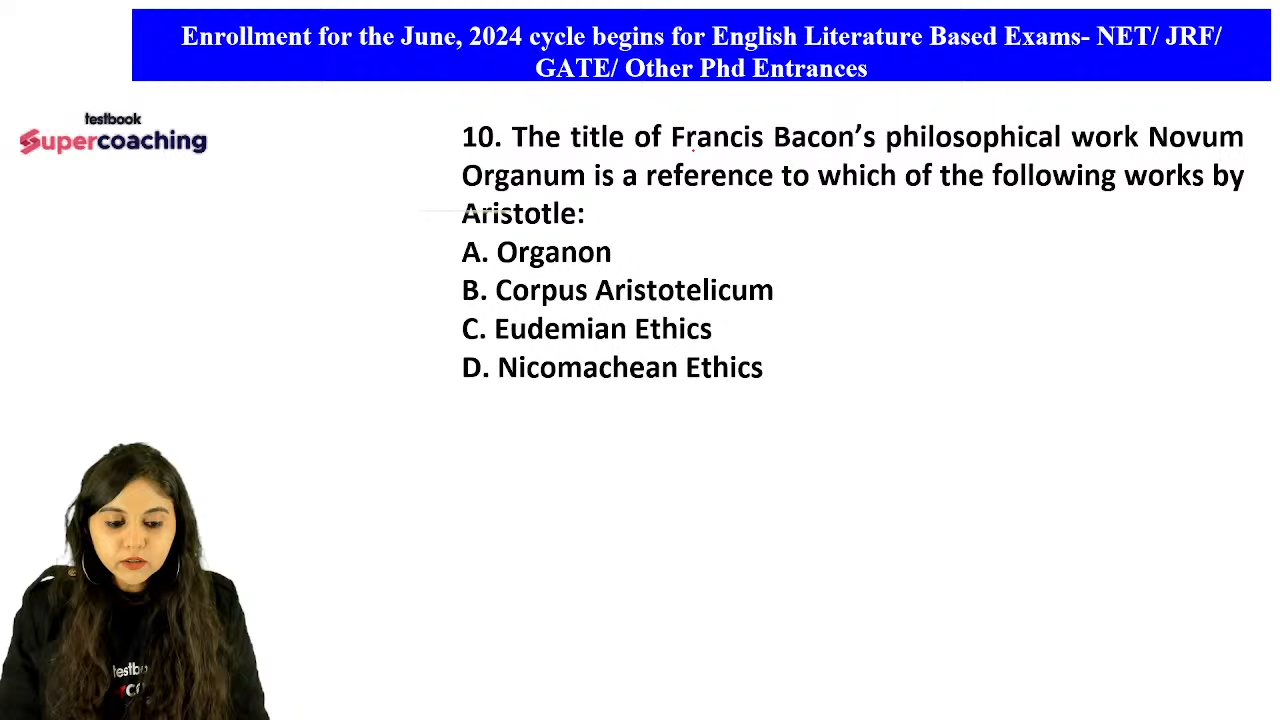 Enrollment for the June, 2024 cycle begins for English Literature Based Exams- NET/ JRF/
GATE/ Other Phd Entrances
testbook
Supercoaching
10. The title of Francis Bacon’s philosophical work Novum
Organum is a reference to which of the following works by
Aristotle:
A. Organon
B. Corpus Aristotelicum
C. Eudemian Ethics
D. Nicomachean Ethics